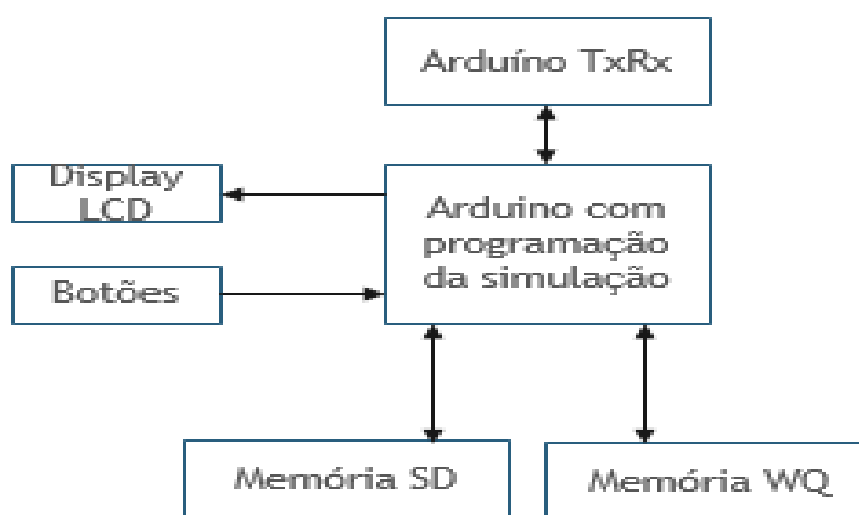 Arduíno TxRx
Display
LCD
Arduino com
programação
da simulação
Botões
Memória SD
Memória WQ